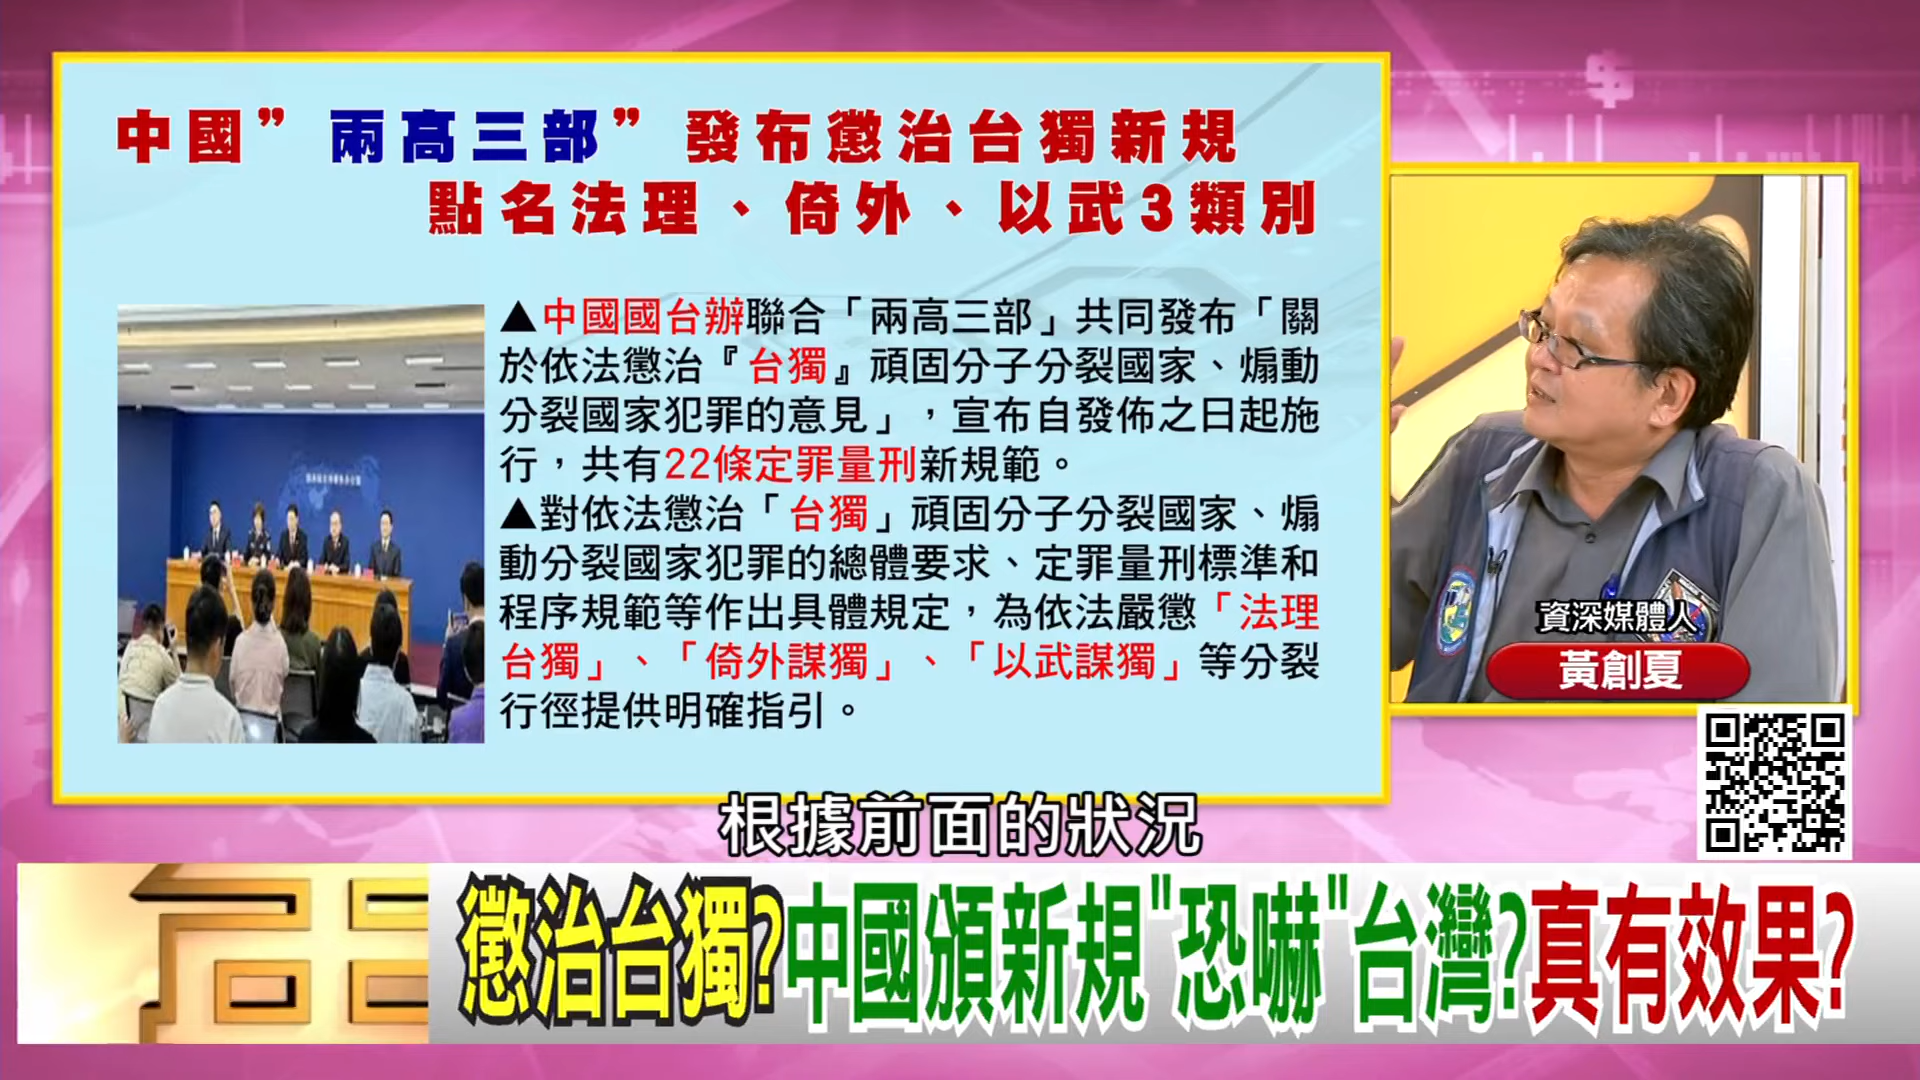 中國”兩高三部”發布懲治台獨新規
點名法理、倚外、以武3類別
▲中國國台辦聯合「兩高三部」共同發布「關
於依法懲治『台獨』頑固分子分裂國家、煽動
分裂國家犯罪的意見」，宣布自發佈之日起施
行，共有22條定罪量刑新規範。
▲對依法懲治「台獨」頑固分子分裂國家、煽
動分裂國家犯罪的總體要求、定罪量刑標準和
程序規範等作出具體規定，為依法嚴懲「法理
台獨」、「倚外謀獨」、「以武謀獨」等分裂
行徑提供明確指引。
資深媒體人
黃創夏
根據前面的狀況
懲治台獨?中國頒新規"恐嚇"台灣?真有效果?